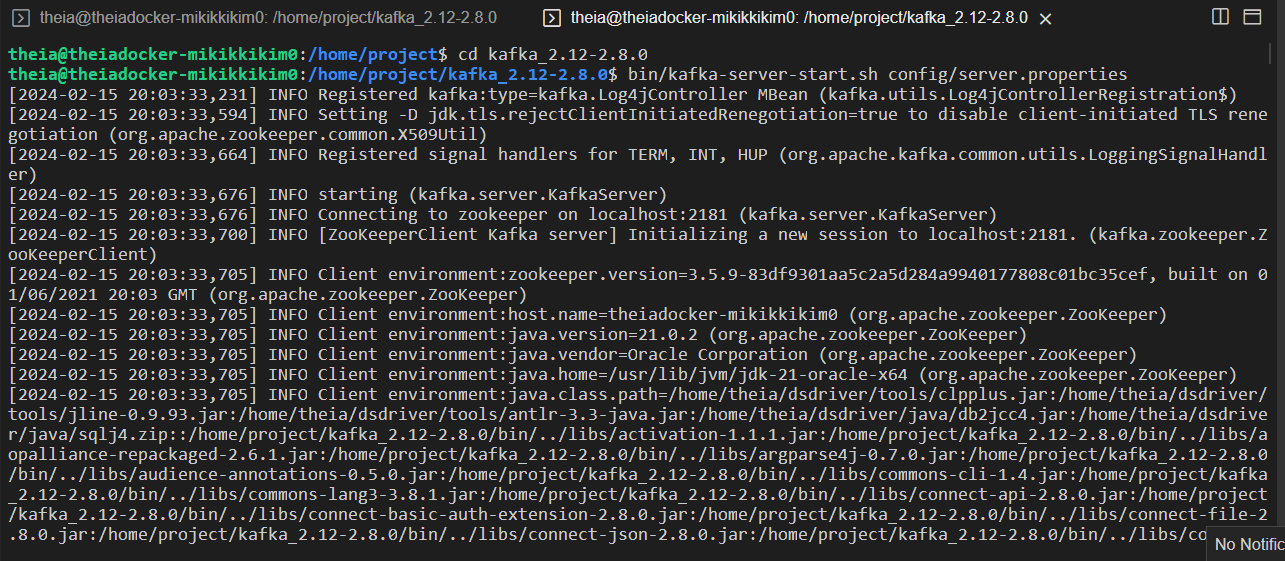 theia@theiadocker-mikikkikim0: /home/project/kafka_2.12-2.8.0
theia@theiadocker-mikikkikim0: /home/project/kafka_2.12-2.8.0
theia@theiadocker-mikikkikim0:/home/project$ cd kafka_2.12-2.8.0
theia@theiadocker-mikikkikim0:/home/project/kafka_2.12-2.8.0$ bin/kafka-server-start.sh config/server.properties
[2024-02-15 20:03:33,231] INFO Registered kafka:type=kafka.Log4jController MBean (kafka.utils.Log4jControllerRegistration$)
[2024-02-15 20:03:33,594] INFO Setting -D jdk.tls.rejectClientInitiatedRenegotiation=true to disable client-initiated TLS rene
gotiation (org.apache.zookeeper.common.X509Util)
[2024-02-15 20:03:33,664] INFO Registered signal handlers for TERM, INT, HUP (org.apache.kafka.common.utils.LoggingSignalHandl
er)
[2024-02-15 20:03:33,676] INFO starting (kafka.server.KafkaServer)
[2024-02-15 20:03:33,676] INFO Connecting to zookeeper on localhost:2181 (kafka.server.KafkaServer)
[2024-02-15 20:03:33,700] INFO [ZooKeeperClient Kafka server] Initializing a new session to localhost:2181. (kafka.zookeeper.Z
ooKeeperClient)
[2024-02-15 20:03:33,705] INFO Client environment:zookeeper.version=3.5.9-83df9301aa5c2a5d284a9940177808c01bc35cef, built on 0
1/06/2021 20:03 GMT (org.apache.zookeeper.ZooKeeper)
[2024-02-15 20:03:33,705] INFO Client environment:host.name=theiadocker-mikikkikim0 (org.apache.zookeeper.ZooKeeper)
[2024-02-15 20:03:33,705] INFO Client environment:java.version=21.0.2 (org.apache.zookeeper.ZooKeeper)
[2024-02-15 20:03:33,705] INFO Client environment:java.vendor=Oracle Corporation (org.apache.zookeeper.ZooKeeper)
[2024-02-15 20:03:33,705] INFO Client environment:java.home=/usr/lib/jvm/jdk-21-oracle-x64 (org.apache.zookeeper.ZooKeeper)
[2024-02-15 20:03:33,705] INFO Client environment:java.class.path=/home/theia/dsdriver/tools/clpplus.jar:/home/theia/dsdriver/
tools/jline-0.9.93.jar:/home/theia/dsdriver/tools/antlr-3.3-java.jar:/home/theia/dsdriver/java/db2jcc4.jar:/home/theia/dsdrive
r/java/sqlj4.zip::/home/project/kafka_2.12-2.8.0/bin/../libs/activation-1.1.1.jar:/home/project/kafka_2.12-2.8.0/bin/../libs/a
opalliance-repackaged-2.6.1.jar:/home/project/kafka_2.12-2.8.0/bin/../libs/argparse4j-0.7.0.jar:/home/project/kafka_2.12-2.8.0
/bin/../libs/audience-annotations-0.5.0.jar:/home/project/kafka_2.12-2.8.0/bin/../libs/commons-cli-1.4.jar:/home/project/kafka
_2.12-2.8.0/bin/../libs/commons-lang3-3.8.1.jar:/home/project/kafka_2.12-2.8.0/bin/../libs/connect-api-2.8.0.jar:/home/project
/kafka_2.12-2.8.0/bin/../libs/connect-basic-auth-extension-2.8.0.jar:/home/project/kafka_2.12-2.8.0/bin/../libs/connect-file-2
.8.0.jar:/home/project/kafka_2.12-2.8.0/bin/../libs/connect-json-2.8.0.jar:/home/project/kafka_2.12-2.8.0/bin/../libs/co
No Notific